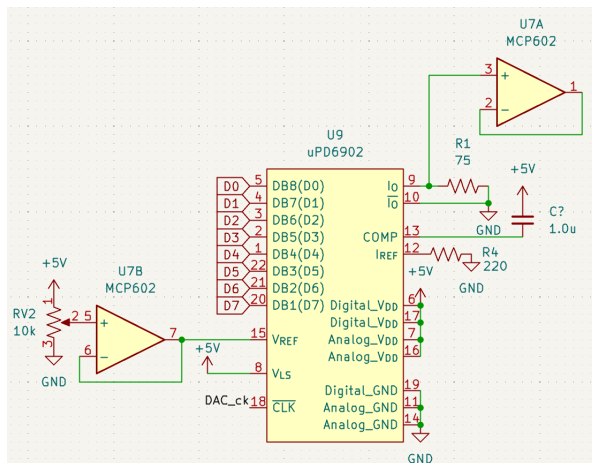 U7A
MCP602
3
+
1
2
−
U9
uPD6902
R1
75
+5V
D0 5 DB8(D0) IO 9
D1 4 DB7(D1) IO 10
D2 3 DB6(D2)
GND
C?
1.0u
D3 2 DB5(D3) COMP 13
D4 1 DB4(D4) IREF 12
R4
220
D5 22 DB3(D5)
D6 21 DB2(D6)
D7 20 DB1(D7)
+5V
GND
Digital_VDD 6
Digital_VDD 17
Analog_VDD 7
Analog_VDD 16
+5V
U7B
MCP602
RV2
10k
1
2
3
5
+
6
−
7
15 VREF
+5V
8 VLS
GND
DAC_ck 18 CLK
Digital_GND 19
Analog_GND 11
Analog_GND 14
GND